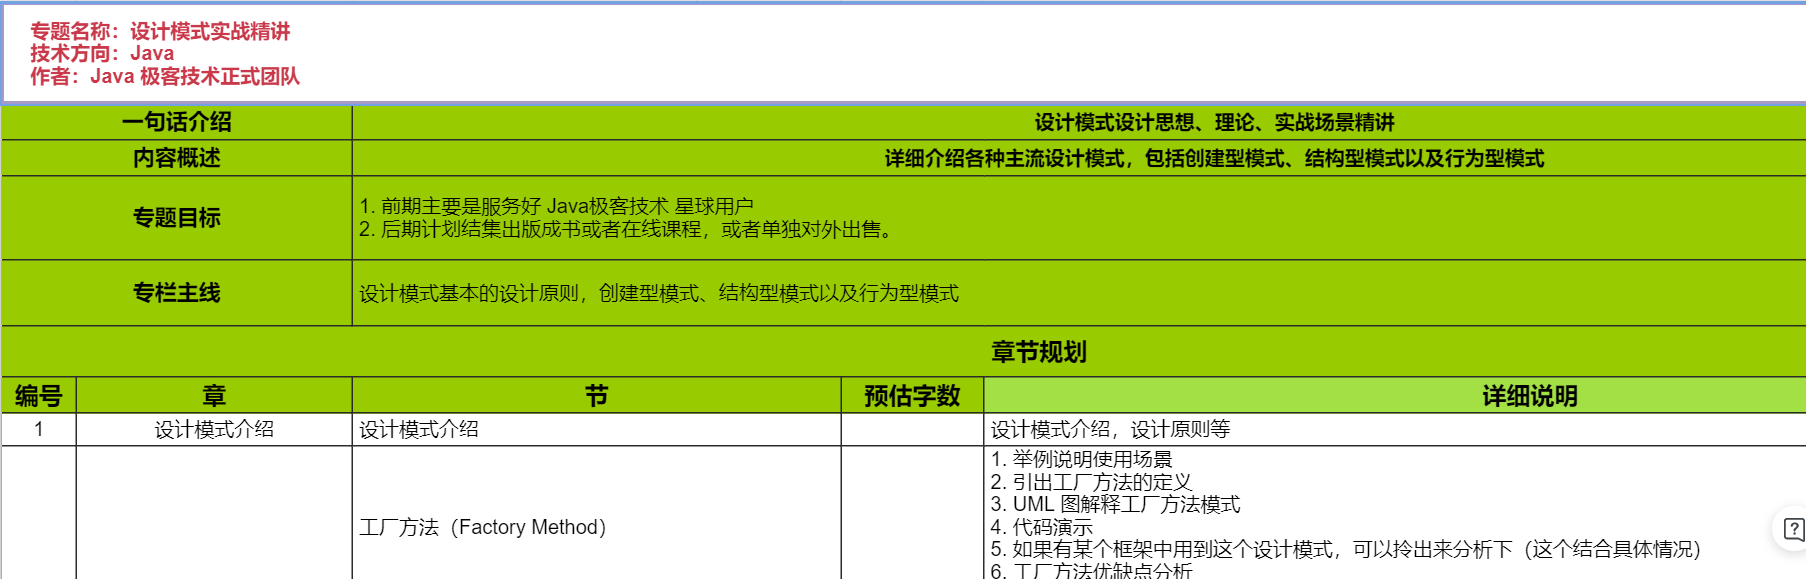 专题名称：设计模式实战精讲
技术方向：Java
作者：Java 极客技术正式团队
一句话介绍
设计模式设计思想、理论、实战场景精讲
内容概述
详细介绍各种主流设计模式，包括创建型模式、结构型模式以及行为型模式
专题目标
1. 前期主要是服务好 Java极客技术 星球用户
2. 后期计划结集出版成书或者在线课程，或者单独对外出售。
专栏主线
设计模式基本的设计原则，创建型模式、结构型模式以及行为型模式
章节规划
编号 章 节 预估字数 详细说明
1 设计模式介绍 设计模式介绍 设计模式介绍，设计原则等
工厂方法（Factory Method）
1. 举例说明使用场景
2. 引出工厂方法的定义
3. UML 图解释工厂方法模式
4. 代码演示
5. 如果有某个框架中用到这个设计模式，可以拎出来分析下（这个结合具体情况）
6. 工厂方法优缺点分析